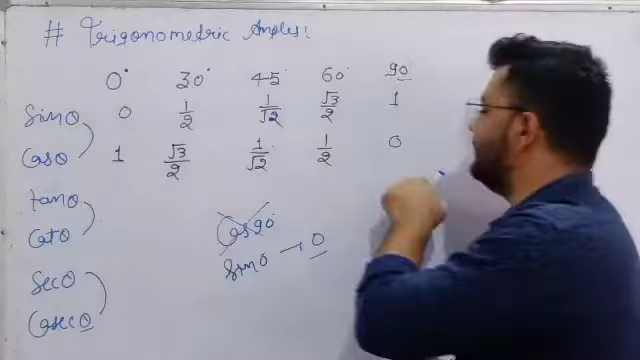 # Trigonometric Angles:
0° 30° 45° 60° 90
Sinθ 0 1/2 1/√2 √3/2 1
Cosθ 1 √3/2 1/√2 1/2 0
tanθ
Cotθ
Cos90°
Sin0 → 0
Secθ
Cosecθ